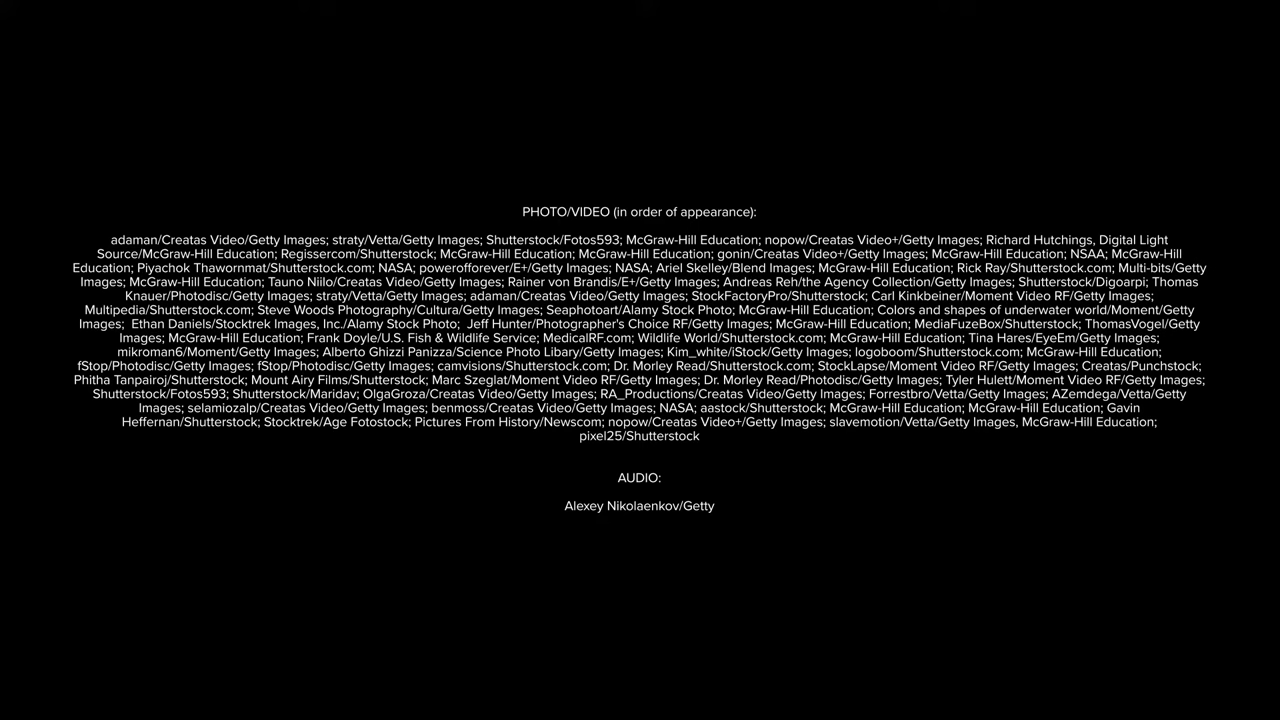 PHOTO/VIDEO (in order of appearance):
adaman/Creatas Video/Getty Images; straty/Vetta/Getty Images; Shutterstock/Fotos593; McGraw-Hill Education; nopow/Creatas Video+/Getty Images; Richard Hutchings, Digital Light
Source/McGraw-Hill Education; Regissercom/Shutterstock; McGraw-Hill Education; McGraw-Hill Education; gonin/Creatas Video+/Getty Images; McGraw-Hill Education; NSAA; McGraw-Hill
Education; Piyachok Thawornmat/Shutterstock.com; NASA; powerofforever/E+/Getty Images; NASA; Ariel Skelley/Blend Images; McGraw-Hill Education; Rick Ray/Shutterstock.com; Multi-bits/Getty
Images; McGraw-Hill Education; Tauno Niilo/Creatas Video/Getty Images; Rainer von Brandis/E+/Getty Images; Andreas Reh/the Agency Collection/Getty Images; Shutterstock/Digoarpi; Thomas
Knauer/Photodisc/Getty Images; straty/Vetta/Getty Images; adaman/Creatas Video/Getty Images; StockFactoryPro/Shutterstock; Carl Kinkbeiner/Moment Video RF/Getty Images;
Multipedia/Shutterstock.com; Steve Woods Photography/Cultura/Getty Images; Seaphotoart/Alamy Stock Photo; McGraw-Hill Education; Colors and shapes of underwater world/Moment/Getty
Images;  Ethan Daniels/Stocktrek Images, Inc./Alamy Stock Photo;  Jeff Hunter/Photographer's Choice RF/Getty Images; McGraw-Hill Education; MediaFuzeBox/Shutterstock; ThomasVogel/Getty
Images; McGraw-Hill Education; Frank Doyle/U.S. Fish & Wildlife Service; MedicalRF.com; Wildlife World/Shutterstock.com; McGraw-Hill Education; Tina Hares/EyeEm/Getty Images;
mikroman6/Moment/Getty Images; Alberto Ghizzi Panizza/Science Photo Libary/Getty Images; Kim_white/iStock/Getty Images; logoboom/Shutterstock.com; McGraw-Hill Education;
fStop/Photodisc/Getty Images; fStop/Photodisc/Getty Images; camvisions/Shutterstock.com; Dr. Morley Read/Shutterstock.com; StockLapse/Moment Video RF/Getty Images; Creatas/Punchstock;
Phitha Tanpairoj/Shutterstock; Mount Airy Films/Shutterstock; Marc Szeglat/Moment Video RF/Getty Images; Dr. Morley Read/Photodisc/Getty Images; Tyler Hulett/Moment Video RF/Getty Images;
Shutterstock/Fotos593; Shutterstock/Maridav; OlgaGroza/Creatas Video/Getty Images; RA_Productions/Creatas Video/Getty Images; Forrestbro/Vetta/Getty Images; AZemdega/Vetta/Getty
Images; selamiozalp/Creatas Video/Getty Images; benmoss/Creatas Video/Getty Images; NASA; aastock/Shutterstock; McGraw-Hill Education; McGraw-Hill Education; Gavin
Heffernan/Shutterstock; Stocktrek/Age Fotostock; Pictures From History/Newscom; nopow/Creatas Video+/Getty Images; slavemotion/Vetta/Getty Images, McGraw-Hill Education;
pixel25/Shutterstock
AUDIO:
Alexey Nikolaenkov/Getty